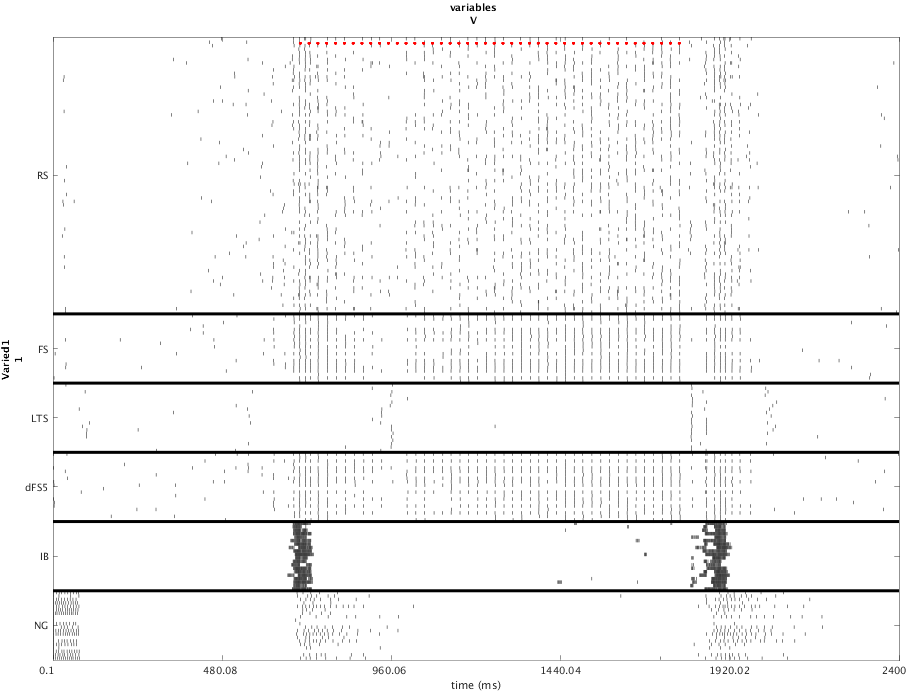 variables
V
RS
FS
LTS
dFS5
IB
NG
Varied1
1
0.1
480.08
960.06
1440.04
1920.02
2400
time (ms)